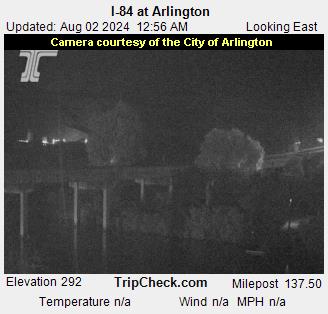 I-84 at Arlington
Updated: Aug 02 2024 12:56 AM Looking East
Camera courtesy of the City of Arlington
Elevation 292 TripCheck.com Milepost 137.50
Temperature n/a Wind n/a MPH n/a